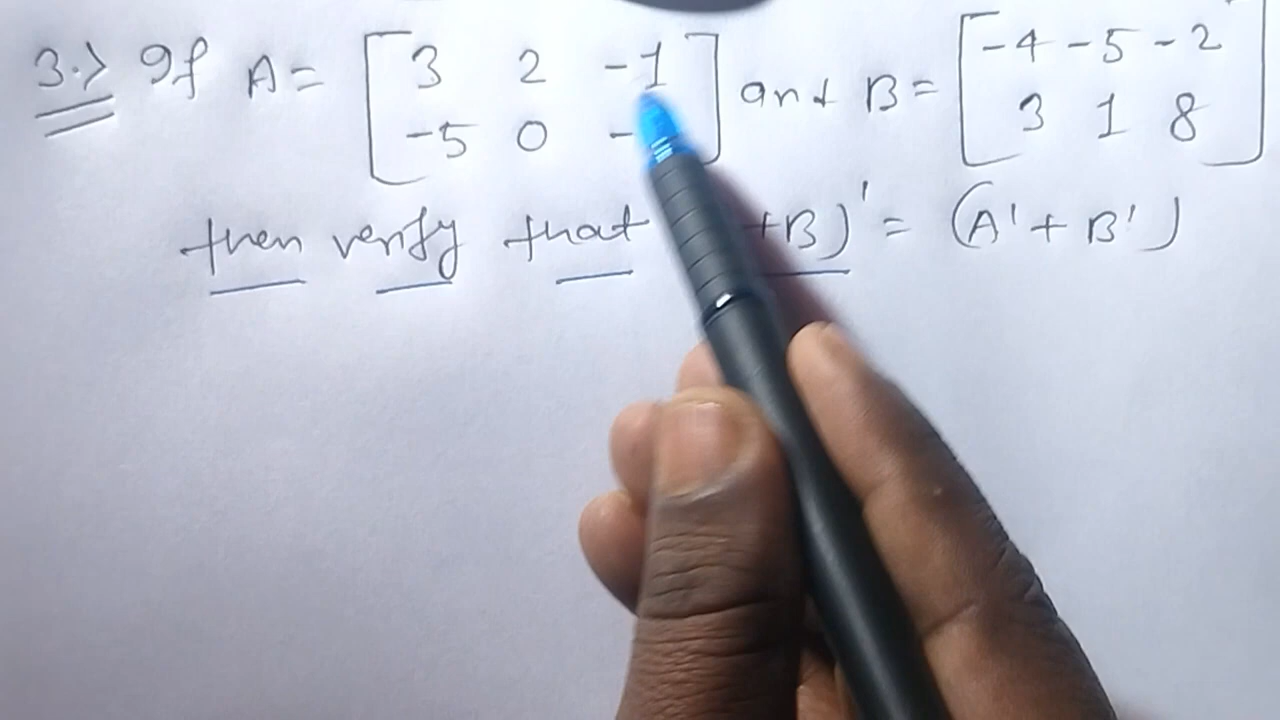 3.> If A = [ 3 2 -1 ] and B = [ -4 -5 -2 ]
[ -5 0 - ] [ 3 1 8 ]
then verify that +B)' = (A' + B')